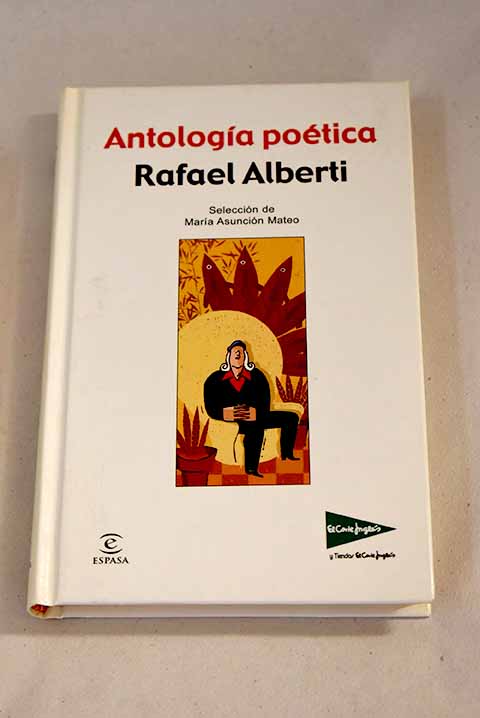 Antología poética
Rafael Alberti
Selección de
María Asunción Mateo
e
ESPASA
El Corte Inglés
y Tiendas El Corte Inglés